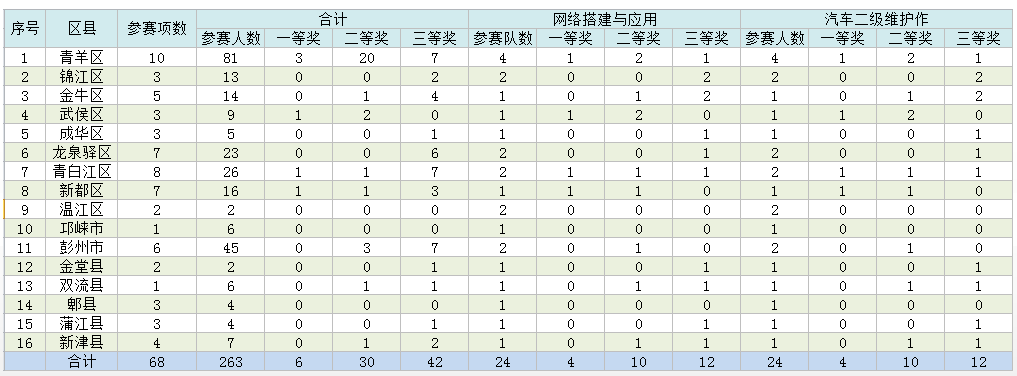 序号 区县 参赛项数 合计 网络搭建与应用 汽车二级维护作
参赛人数 一等奖 二等奖 三等奖 参赛队数 一等奖 二等奖 三等奖 参赛人数 一等奖 二等奖 三等奖
1 青羊区 10 81 3 20 7 4 1 2 1 4 1 2 1
2 锦江区 3 13 0 0 2 2 0 0 2 2 0 0 2
3 金牛区 5 14 0 1 4 1 0 1 2 1 0 1 2
4 武侯区 3 9 1 2 0 1 1 2 0 1 1 2 0
5 成华区 3 5 0 0 1 1 0 0 1 1 0 0 1
6 龙泉驿区 7 23 0 0 6 2 0 0 1 2 0 0 1
7 青白江区 8 26 1 1 7 2 1 1 1 2 1 1 1
8 新都区 7 16 1 1 3 1 1 1 0 1 1 1 0
9 温江区 2 2 0 0 0 2 0 0 0 2 0 0 0
10 邛崃市 1 6 0 0 0 1 0 0 0 1 0 0 0
11 彭州市 6 45 0 3 7 2 0 1 0 2 0 1 0
12 金堂县 2 2 0 0 1 1 0 0 1 1 0 0 1
13 双流县 1 6 0 1 1 1 0 1 1 1 0 1 1
14 郫县 3 4 0 0 0 1 0 0 0 1 0 0 0
15 蒲江县 3 4 0 0 1 1 0 0 1 1 0 0 1
16 新津县 4 7 0 1 2 1 0 1 1 1 0 1 1
合计 68 263 6 30 42 24 4 10 12 24 4 10 12